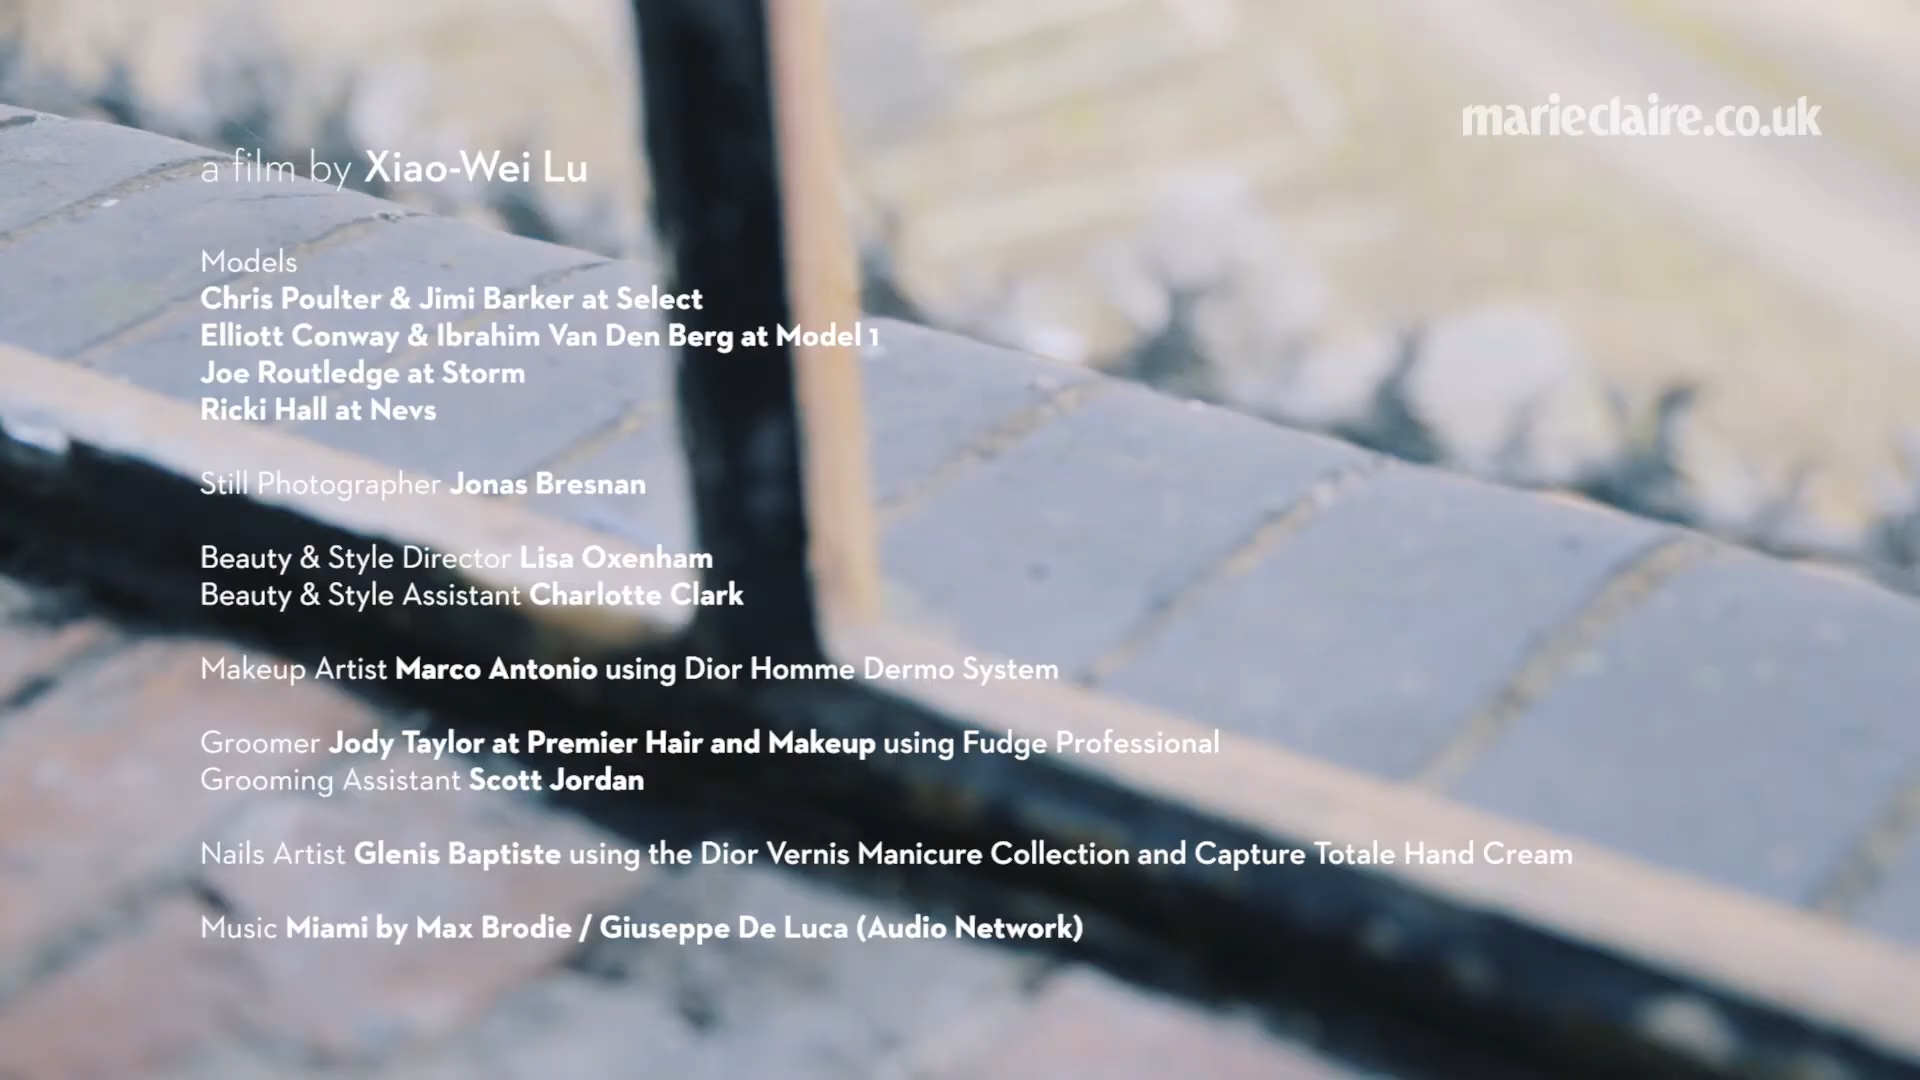 marieclaire.co.uk
a film by Xiao-Wei Lu
Models
Chris Poulter & Jimi Barker at Select
Elliott Conway & Ibrahim Van Den Berg at Model 1
Joe Routledge at Storm
Ricki Hall at Nevs
Still Photographer Jonas Bresnan
Beauty & Style Director Lisa Oxenham
Beauty & Style Assistant Charlotte Clark
Makeup Artist Marco Antonio using Dior Homme Dermo System
Groomer Jody Taylor at Premier Hair and Makeup using Fudge Professional
Grooming Assistant Scott Jordan
Nails Artist Glenis Baptiste using the Dior Vernis Manicure Collection and Capture Totale Hand Cream
Music Miami by Max Brodie / Giuseppe De Luca (Audio Network)